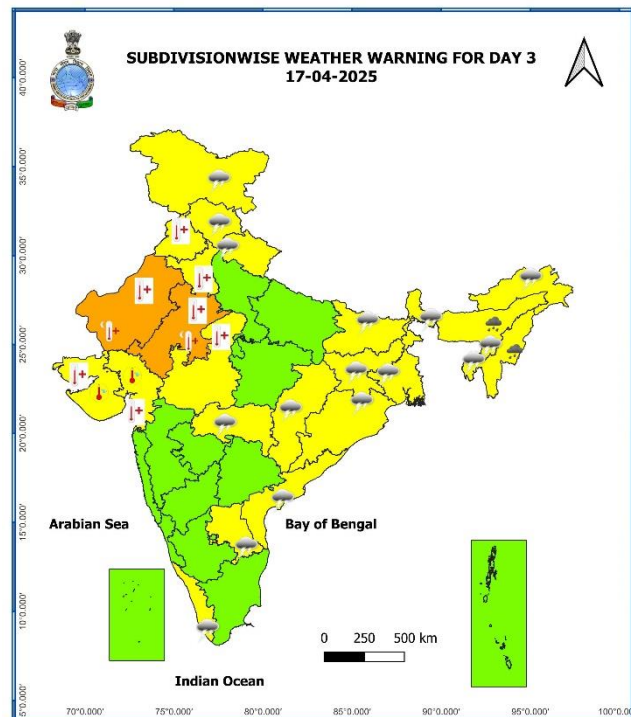 SUBDIVISIONWISE WEATHER WARNING FOR DAY 3
17-04-2025
40°0.000'
35°0.000'
30°0.000'
25°0.000'
20°0.000'
15°0.000'
10°0.000'
5°0.000'
Arabian Sea
Bay of Bengal
0 250 500 km
Indian Ocean
70°0.000' 75°0.000' 80°0.000' 85°0.000' 90°0.000' 95°0.000' 100°0.00